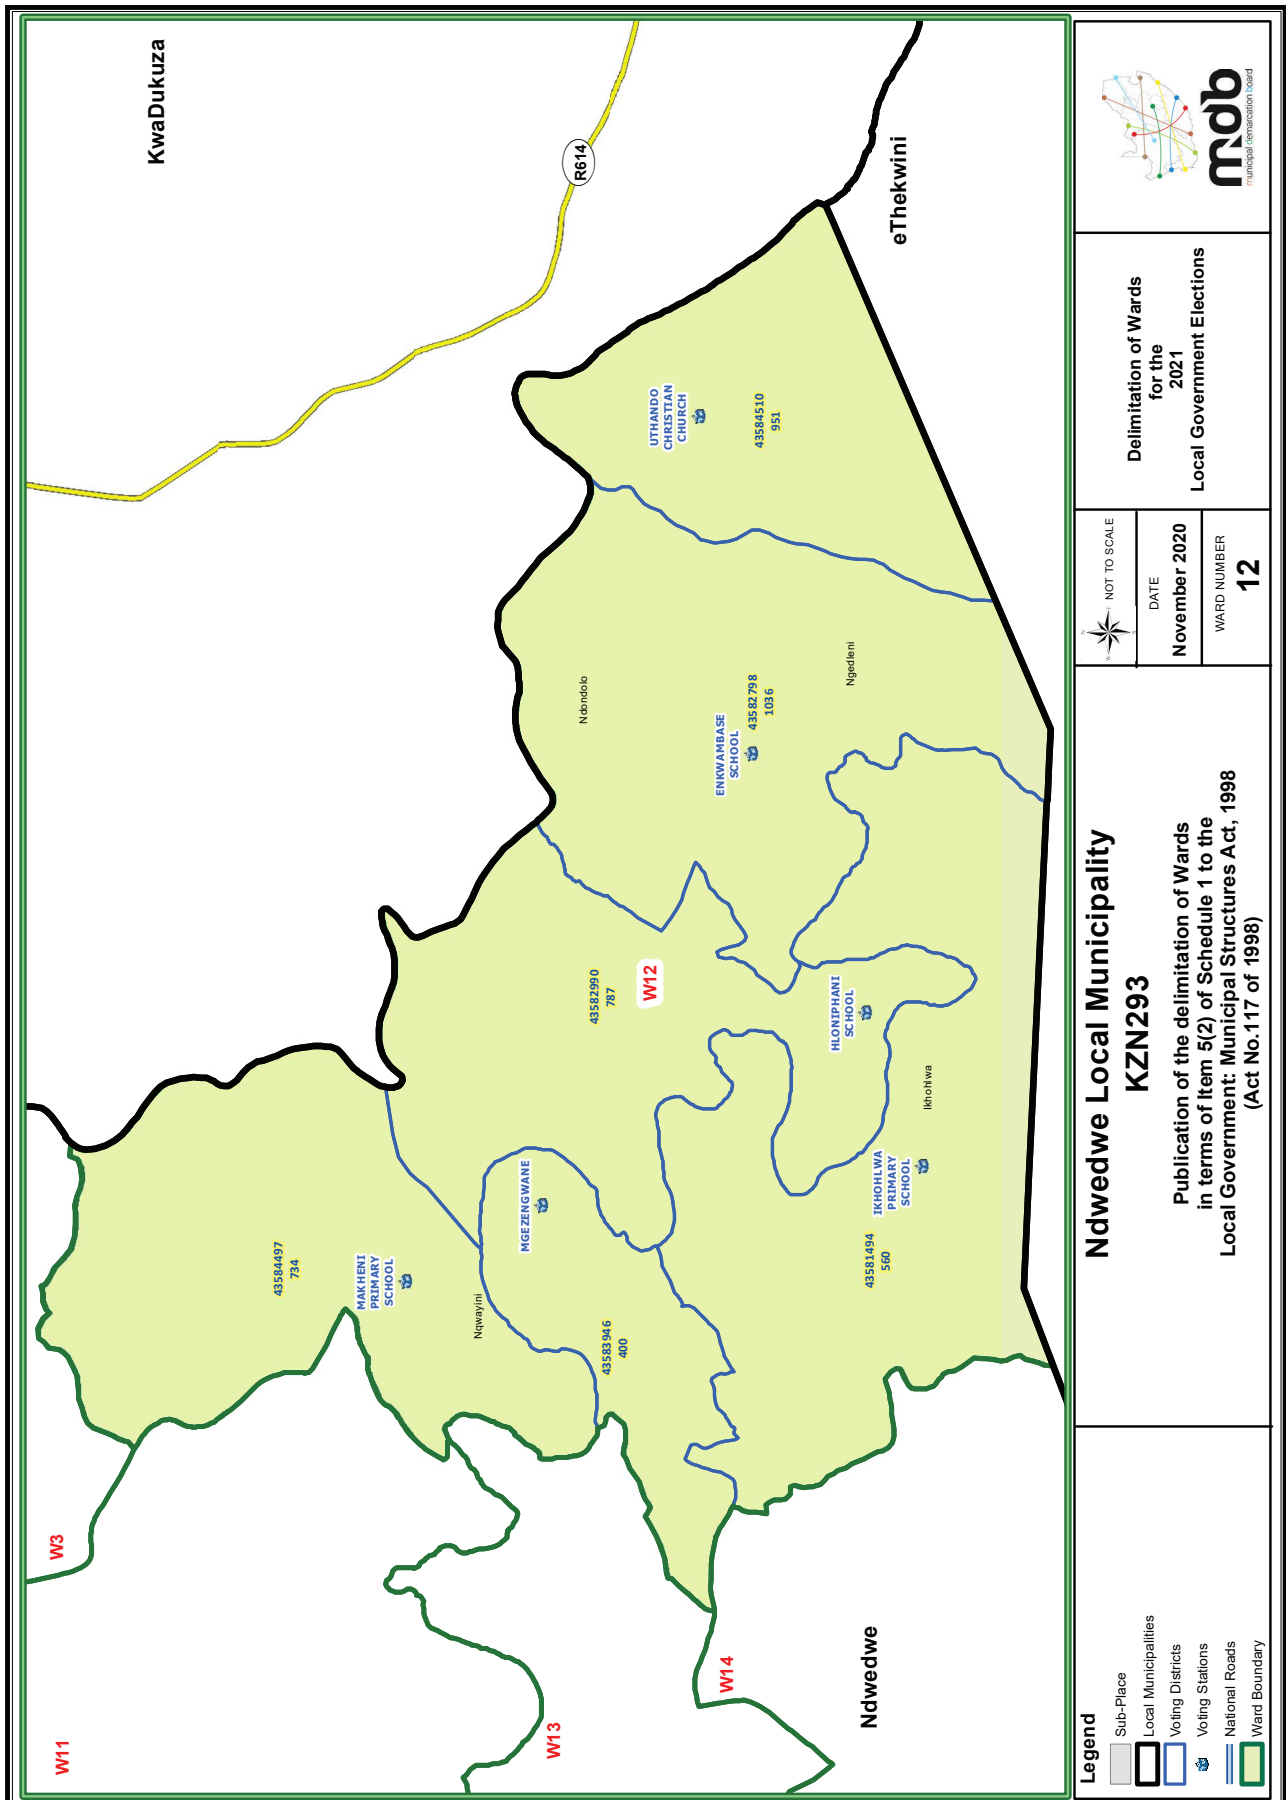 W11
W3
KwaDukuza
R614
W13
W14
Ndwedwe
eThekwini
43584497
734
MAKHENI
PRIMARY
SCHOOL
Nqwayini
MGEZENGWANE
43583946
400
43582990
787
W12
Ndondolo
ENKWAMBASE
SCHOOL
43582798
1036
Ngedleni
UTHANDO
CHRISTIAN
CHURCH
43584510
951
HLONIPHANI
SCHOOL
Ikhohlwa
IKHOHLWA
PRIMARY
SCHOOL
43581494
560
Legend
Sub-Place
Local Municipalities
Voting Districts
Voting Stations
National Roads
Ward Boundary
Ndwedwe Local Municipality
KZN293
Publication of the delimitation of Wards
in terms of Item 5(2) of Schedule 1 to the
Local Government: Municipal Structures Act, 1998
(Act No.117 of 1998)
N
W
E
S
NOT TO SCALE
DATE
November 2020
WARD NUMBER
12
Delimitation of Wards
for the
2021
Local Government Elections
mdb
municipal demarcation board